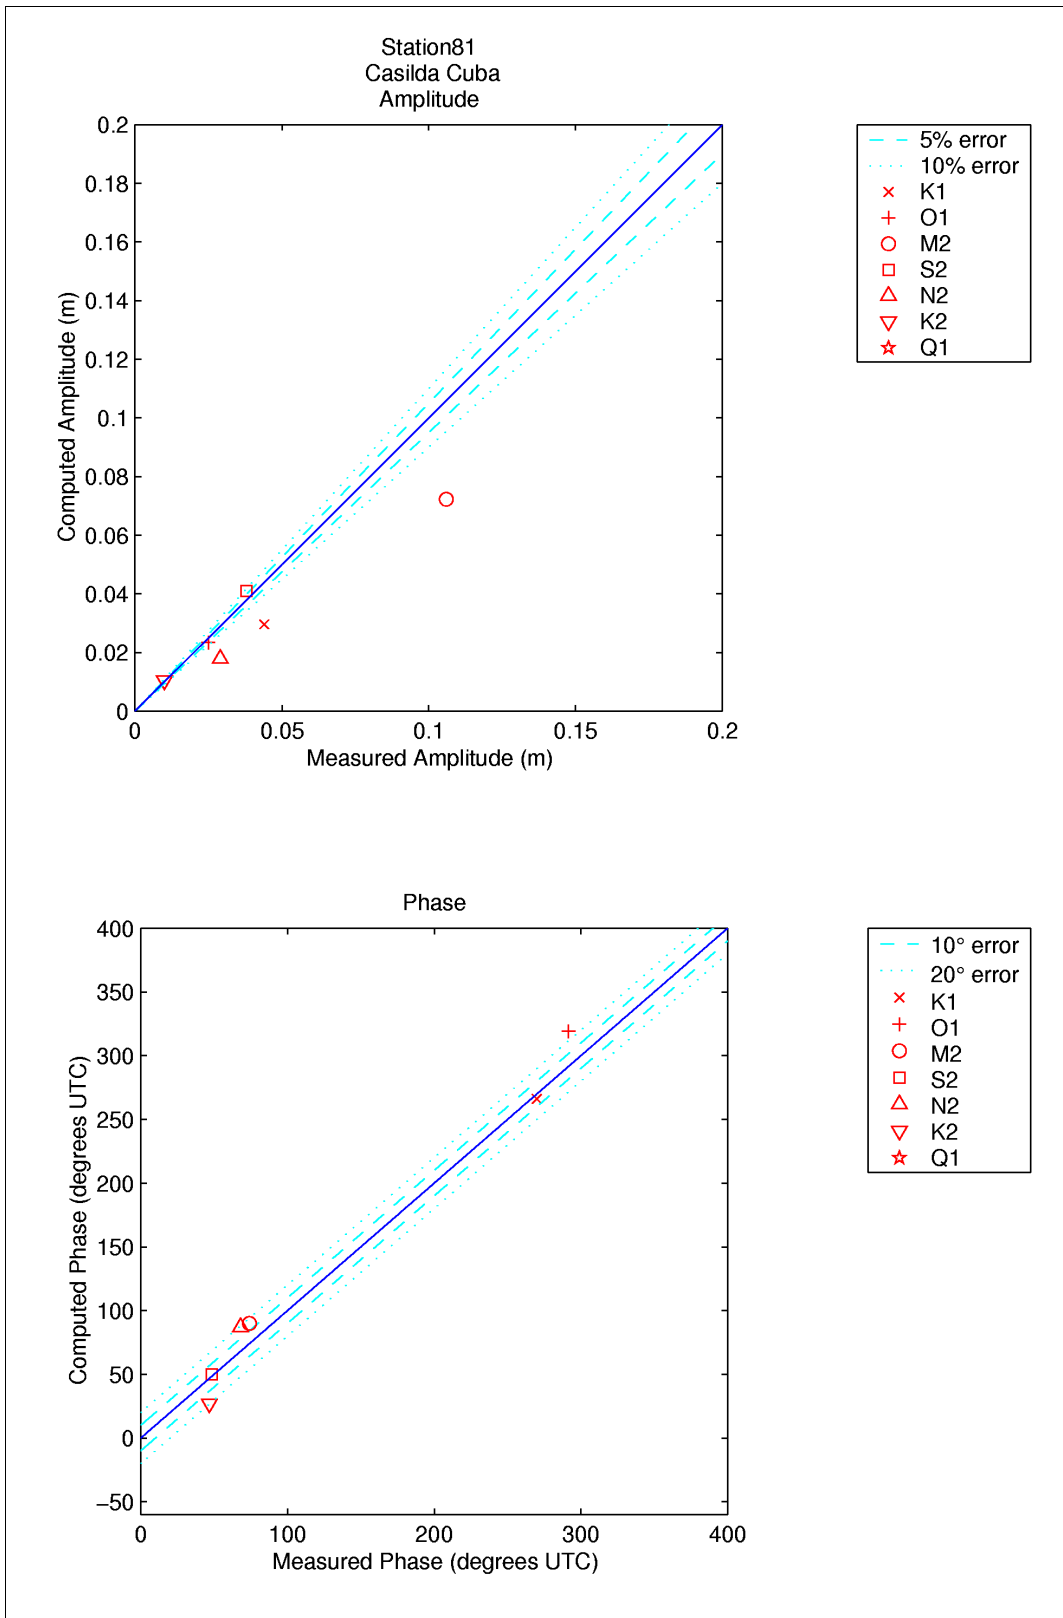 Station81
Casilda Cuba
Amplitude
0.2
0.18
0.16
0.14
0.12
0.1
0.08
0.06
0.04
0.02
0
Computed Amplitude (m)
0
0.05
0.1
0.15
0.2
Measured Amplitude (m)
5% error
10% error
K1
O1
M2
S2
N2
K2
Q1
Phase
400
350
300
250
200
150
100
50
0
−50
Computed Phase (degrees UTC)
0
100
200
300
400
Measured Phase (degrees UTC)
10° error
20° error
K1
O1
M2
S2
N2
K2
Q1